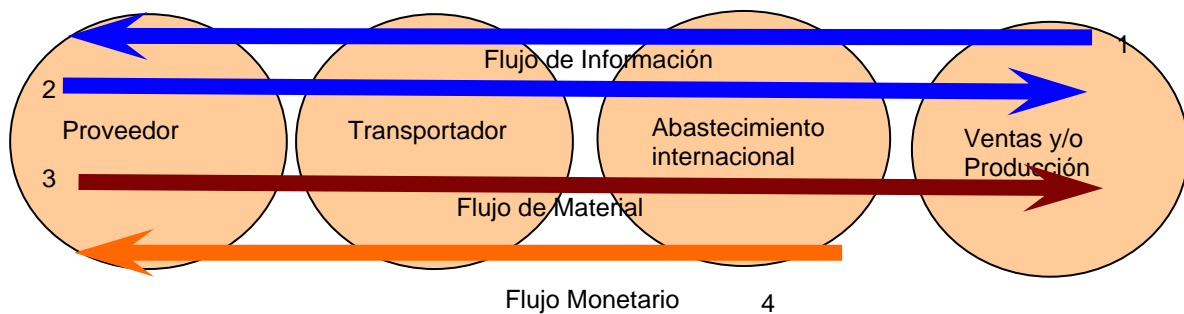 1
Flujo de Información
2
Proveedor
Transportador
Abastecimiento
internacional
Ventas y/o
Producción
3
Flujo de Material
Flujo Monetario
4